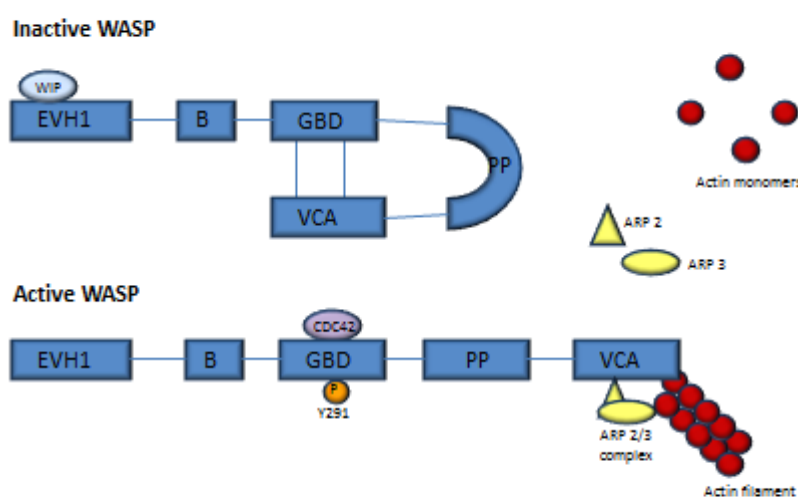 Inactive WASP
WIP
EVH1
B
GBD
PP
VCA
Actin monomers
ARP 2
ARP 3
Active WASP
CDC42
EVH1
B
GBD
PP
VCA
P
Y291
ARP 2/3
complex
Actin filament